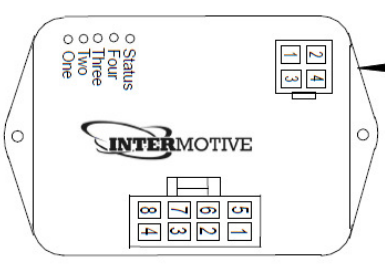 Status
Four
Three
Two
One
1 2
3 4
INTERMOTIVE
8 7 6 5
4 3 2 1